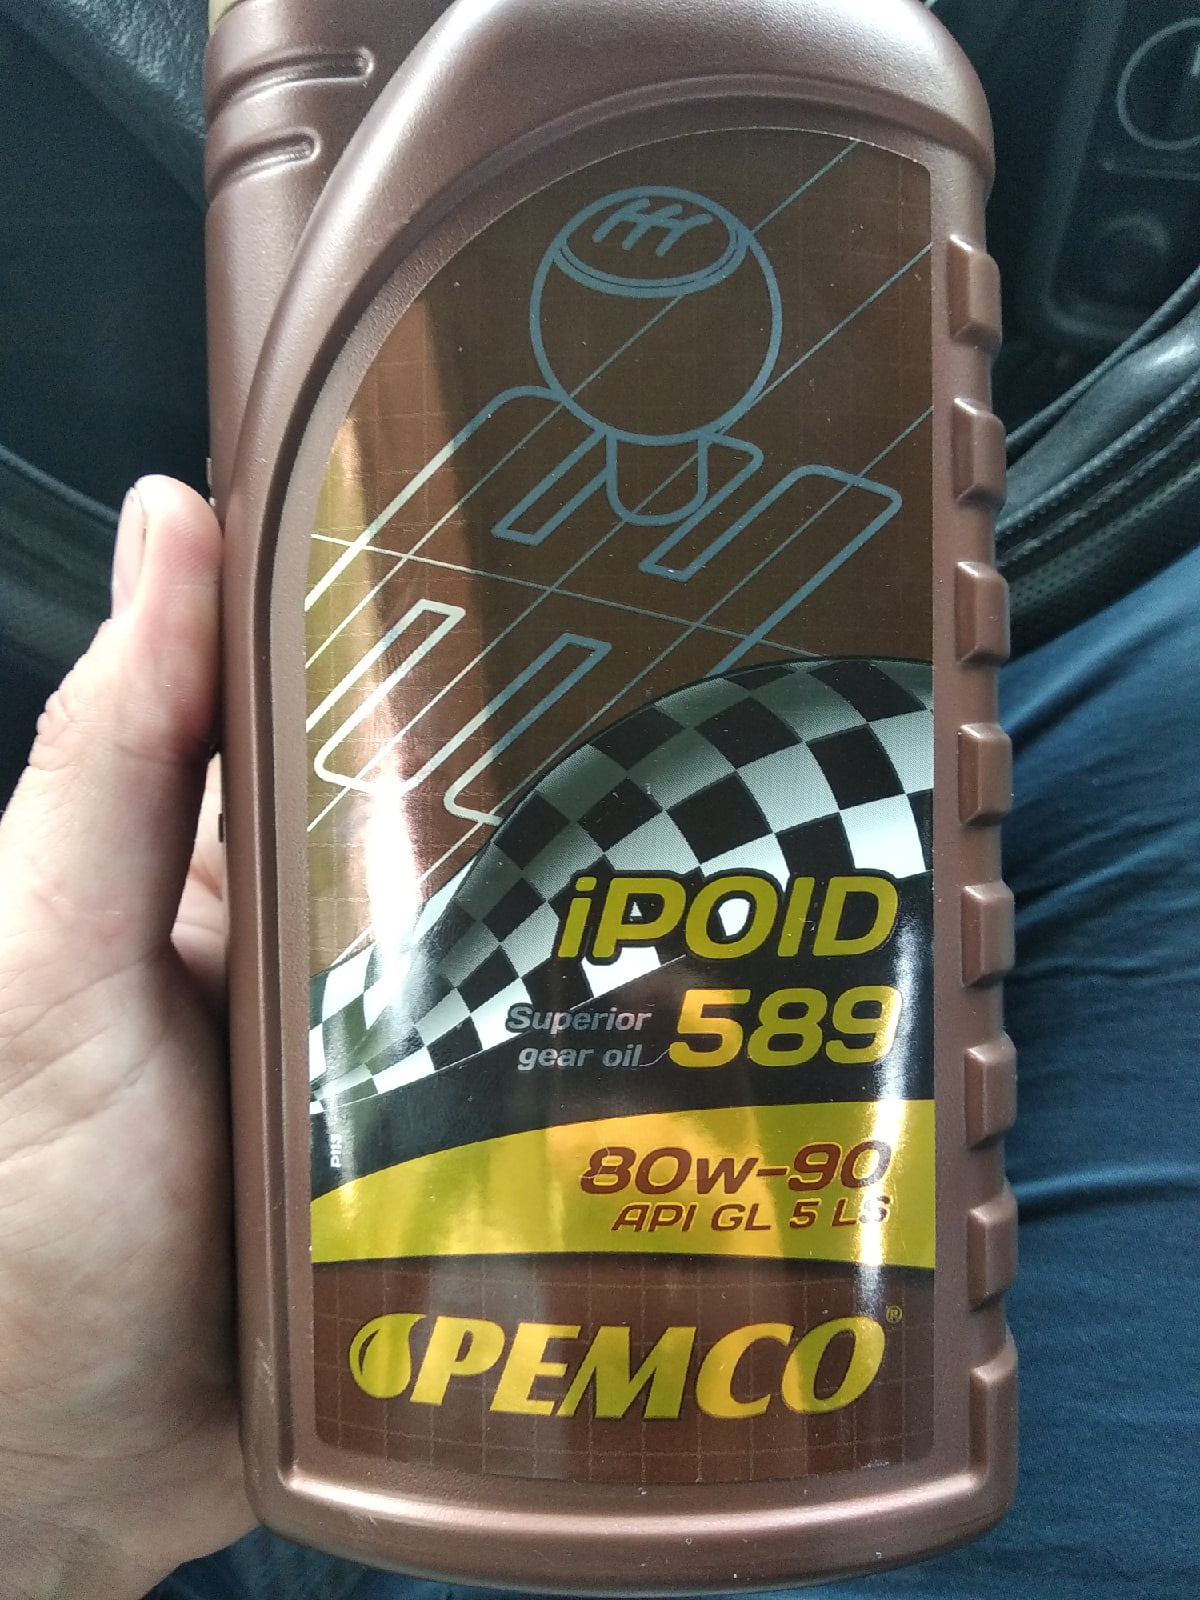 iPOID
Superior 589
gear oil
80w-90
API GL 5 LS
PEMCO®